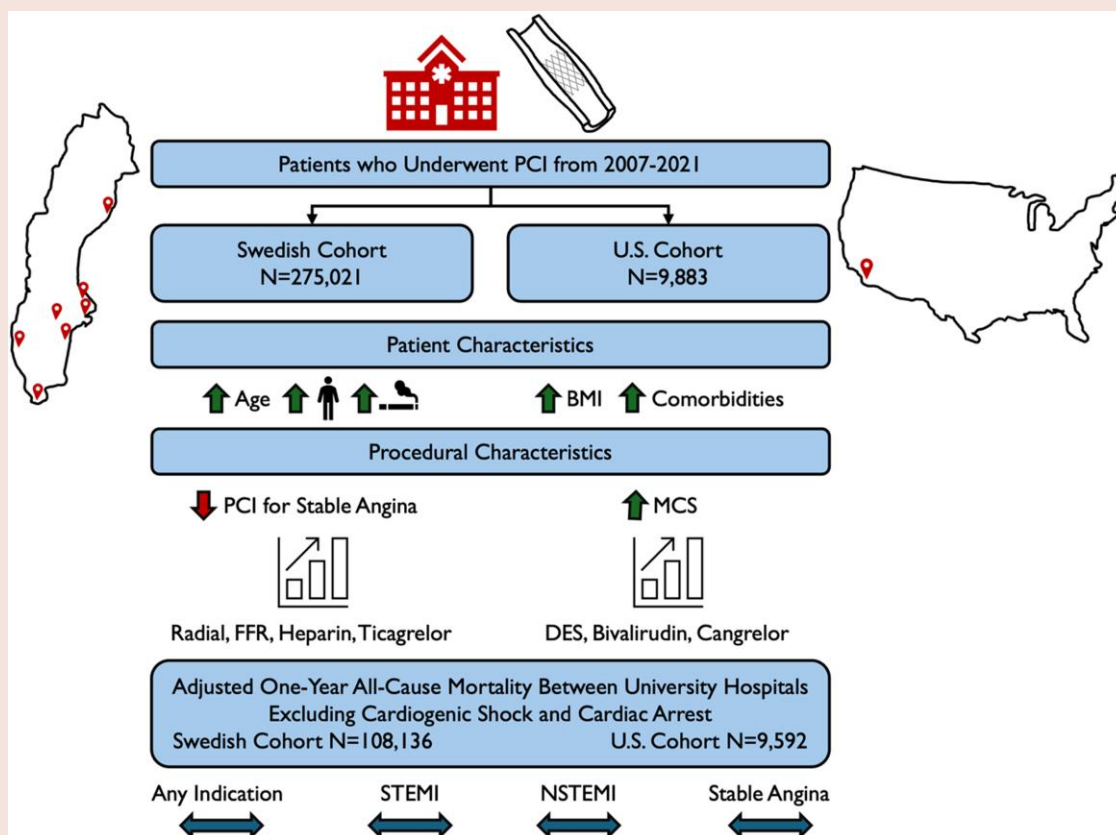 Patients who Underwent PCI from 2007-2021
Swedish Cohort
N=275,021
U.S. Cohort
N=9,883
Patient Characteristics
Age
BMI
Comorbidities
Procedural Characteristics
PCI for Stable Angina
MCS
Radial, FFR, Heparin, Ticagrelor
DES, Bivalirudin, Cangrelor
Adjusted One-Year All-Cause Mortality Between University Hospitals
Excluding Cardiogenic Shock and Cardiac Arrest
Swedish Cohort N=108,136
U.S. Cohort N=9,592
Any Indication
STEMI
NSTEMI
Stable Angina